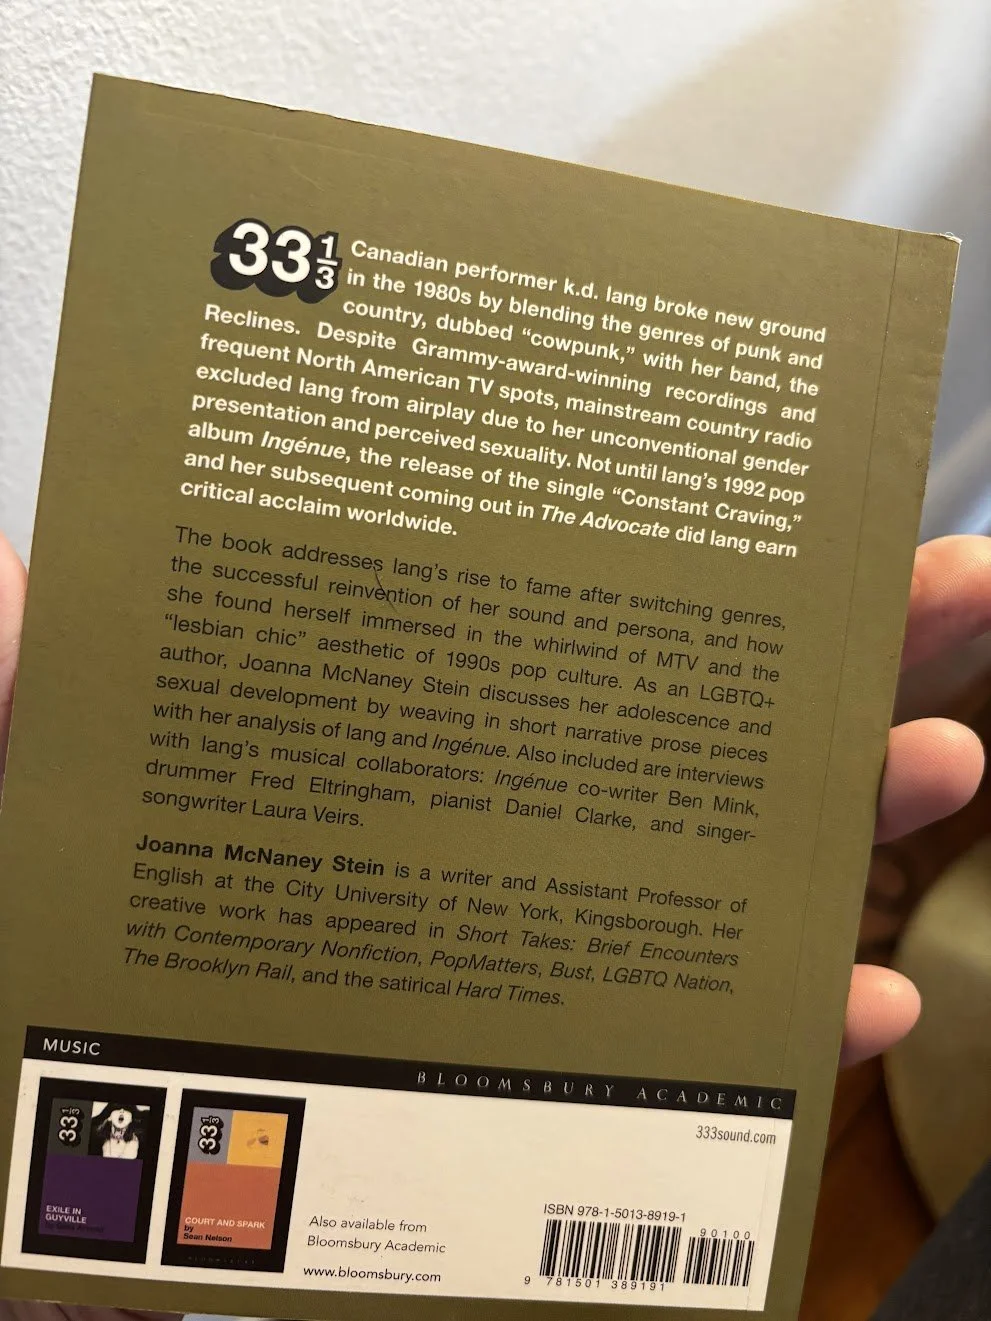 33 1/3
Canadian performer k.d. lang broke new ground
in the 1980s by blending the genres of punk and
country, dubbed “cowpunk,” with her band, the
Reclines. Despite Grammy-award-winning recordings and
frequent North American TV spots, mainstream country radio
excluded lang from airplay due to her unconventional gender
presentation and perceived sexuality. Not until lang’s 1992 pop
album Ingénue, the release of the single “Constant Craving,”
and her subsequent coming out in The Advocate did lang earn
critical acclaim worldwide.
The book addresses lang’s rise to fame after switching genres,
the successful reinvention of her sound and persona, and how
she found herself immersed in the whirlwind of MTV and the
“lesbian chic” aesthetic of 1990s pop culture. As an LGBTQ+
author, Joanna McNaney Stein discusses her adolescence and
sexual development by weaving in short narrative prose pieces
with her analysis of lang and Ingénue. Also included are interviews
with lang’s musical collaborators: Ingénue co-writer Ben Mink,
drummer Fred Eltringham, pianist Daniel Clarke, and singer-
songwriter Laura Veirs.
Joanna McNaney Stein is a writer and Assistant Professor of
English at the City University of New York, Kingsborough. Her
creative work has appeared in Short Takes: Brief Encounters
with Contemporary Nonfiction, PopMatters, Bust, LGBTQ Nation,
The Brooklyn Rail, and the satirical Hard Times.
MUSIC
BLOOMSBURY ACADEMIC
333sound.com
33 1/3
EXILE IN
GUYVILLE
33 1/3
COURT AND SPARK
by
Sean Nelson
Also available from
Bloomsbury Academic
www.bloomsbury.com
ISBN 978-1-5013-8919-1
90100
9 781501 389191